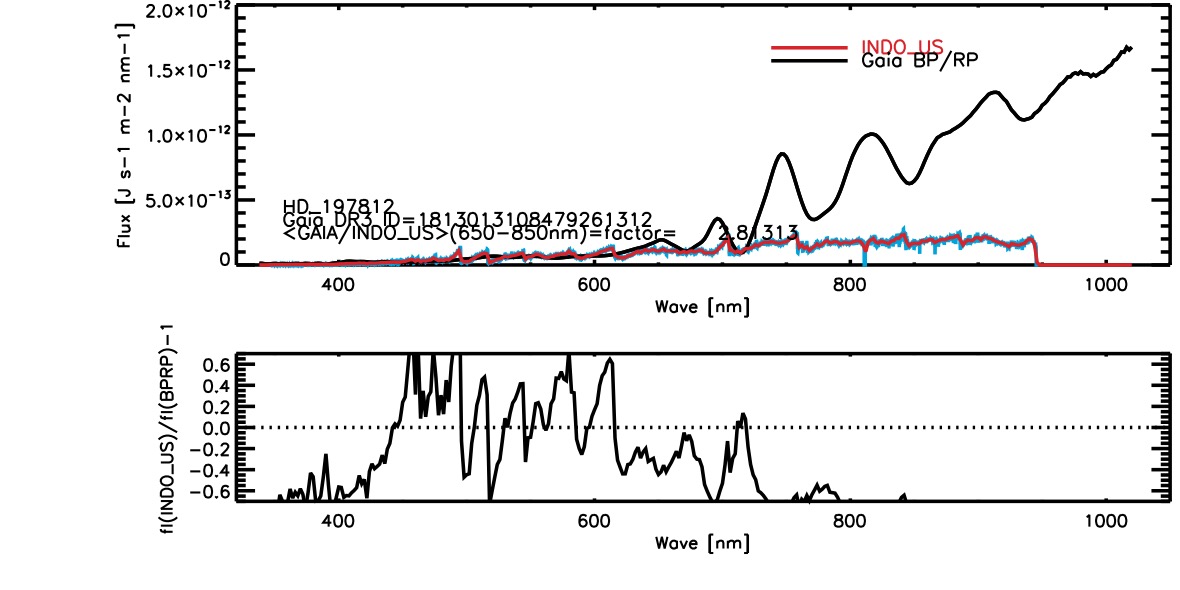 2.0×10−12
1.5×10−12
1.0×10−12
5.0×10−13
0
Flux [J s−1 m−2 nm−1]
INDO_US
Gaia BP/RP
HD_197812
Gaia DR3 ID=1813013108479261312
<GAIA/INDO_US>(650−850nm)=factor= 2.81313
400 600 800 1000
Wave [nm]
fl(INDO_US)/fl(BPRP)−1
0.6
0.4
0.2
0.0
−0.2
−0.4
−0.6
400 600 800 1000
Wave [nm]